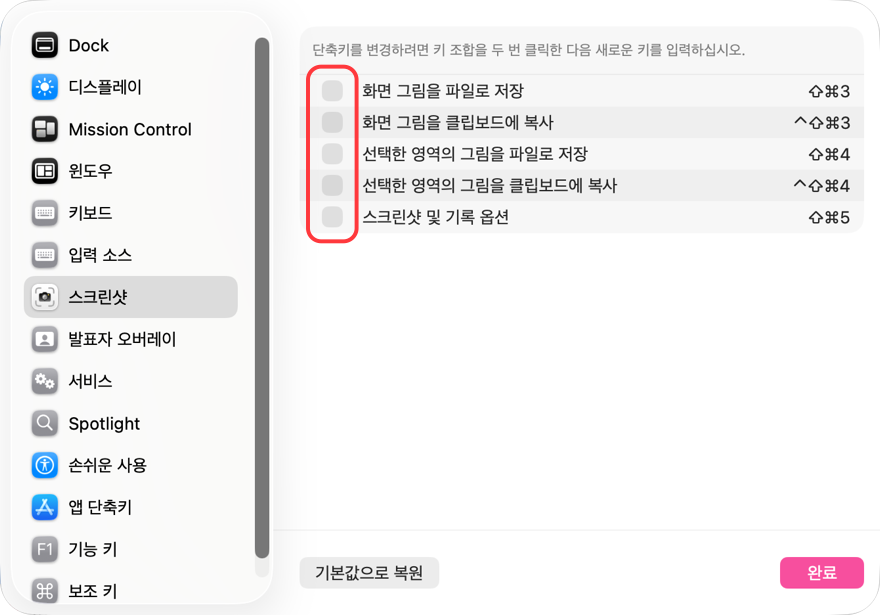 Dock
디스플레이
Mission Control
윈도우
키보드
입력 소스
스크린샷
발표자 오버레이
서비스
Spotlight
손쉬운 사용
앱 단축키
F1 기능 키
⌘ 보조 키
단축키를 변경하려면 키 조합을 두 번 클릭한 다음 새로운 키를 입력하십시오.
화면 그림을 파일로 저장 ⇧⌘3
화면 그림을 클립보드에 복사 ^⇧⌘3
선택한 영역의 그림을 파일로 저장 ⇧⌘4
선택한 영역의 그림을 클립보드에 복사 ^⇧⌘4
스크린샷 및 기록 옵션 ⇧⌘5
기본값으로 복원
완료